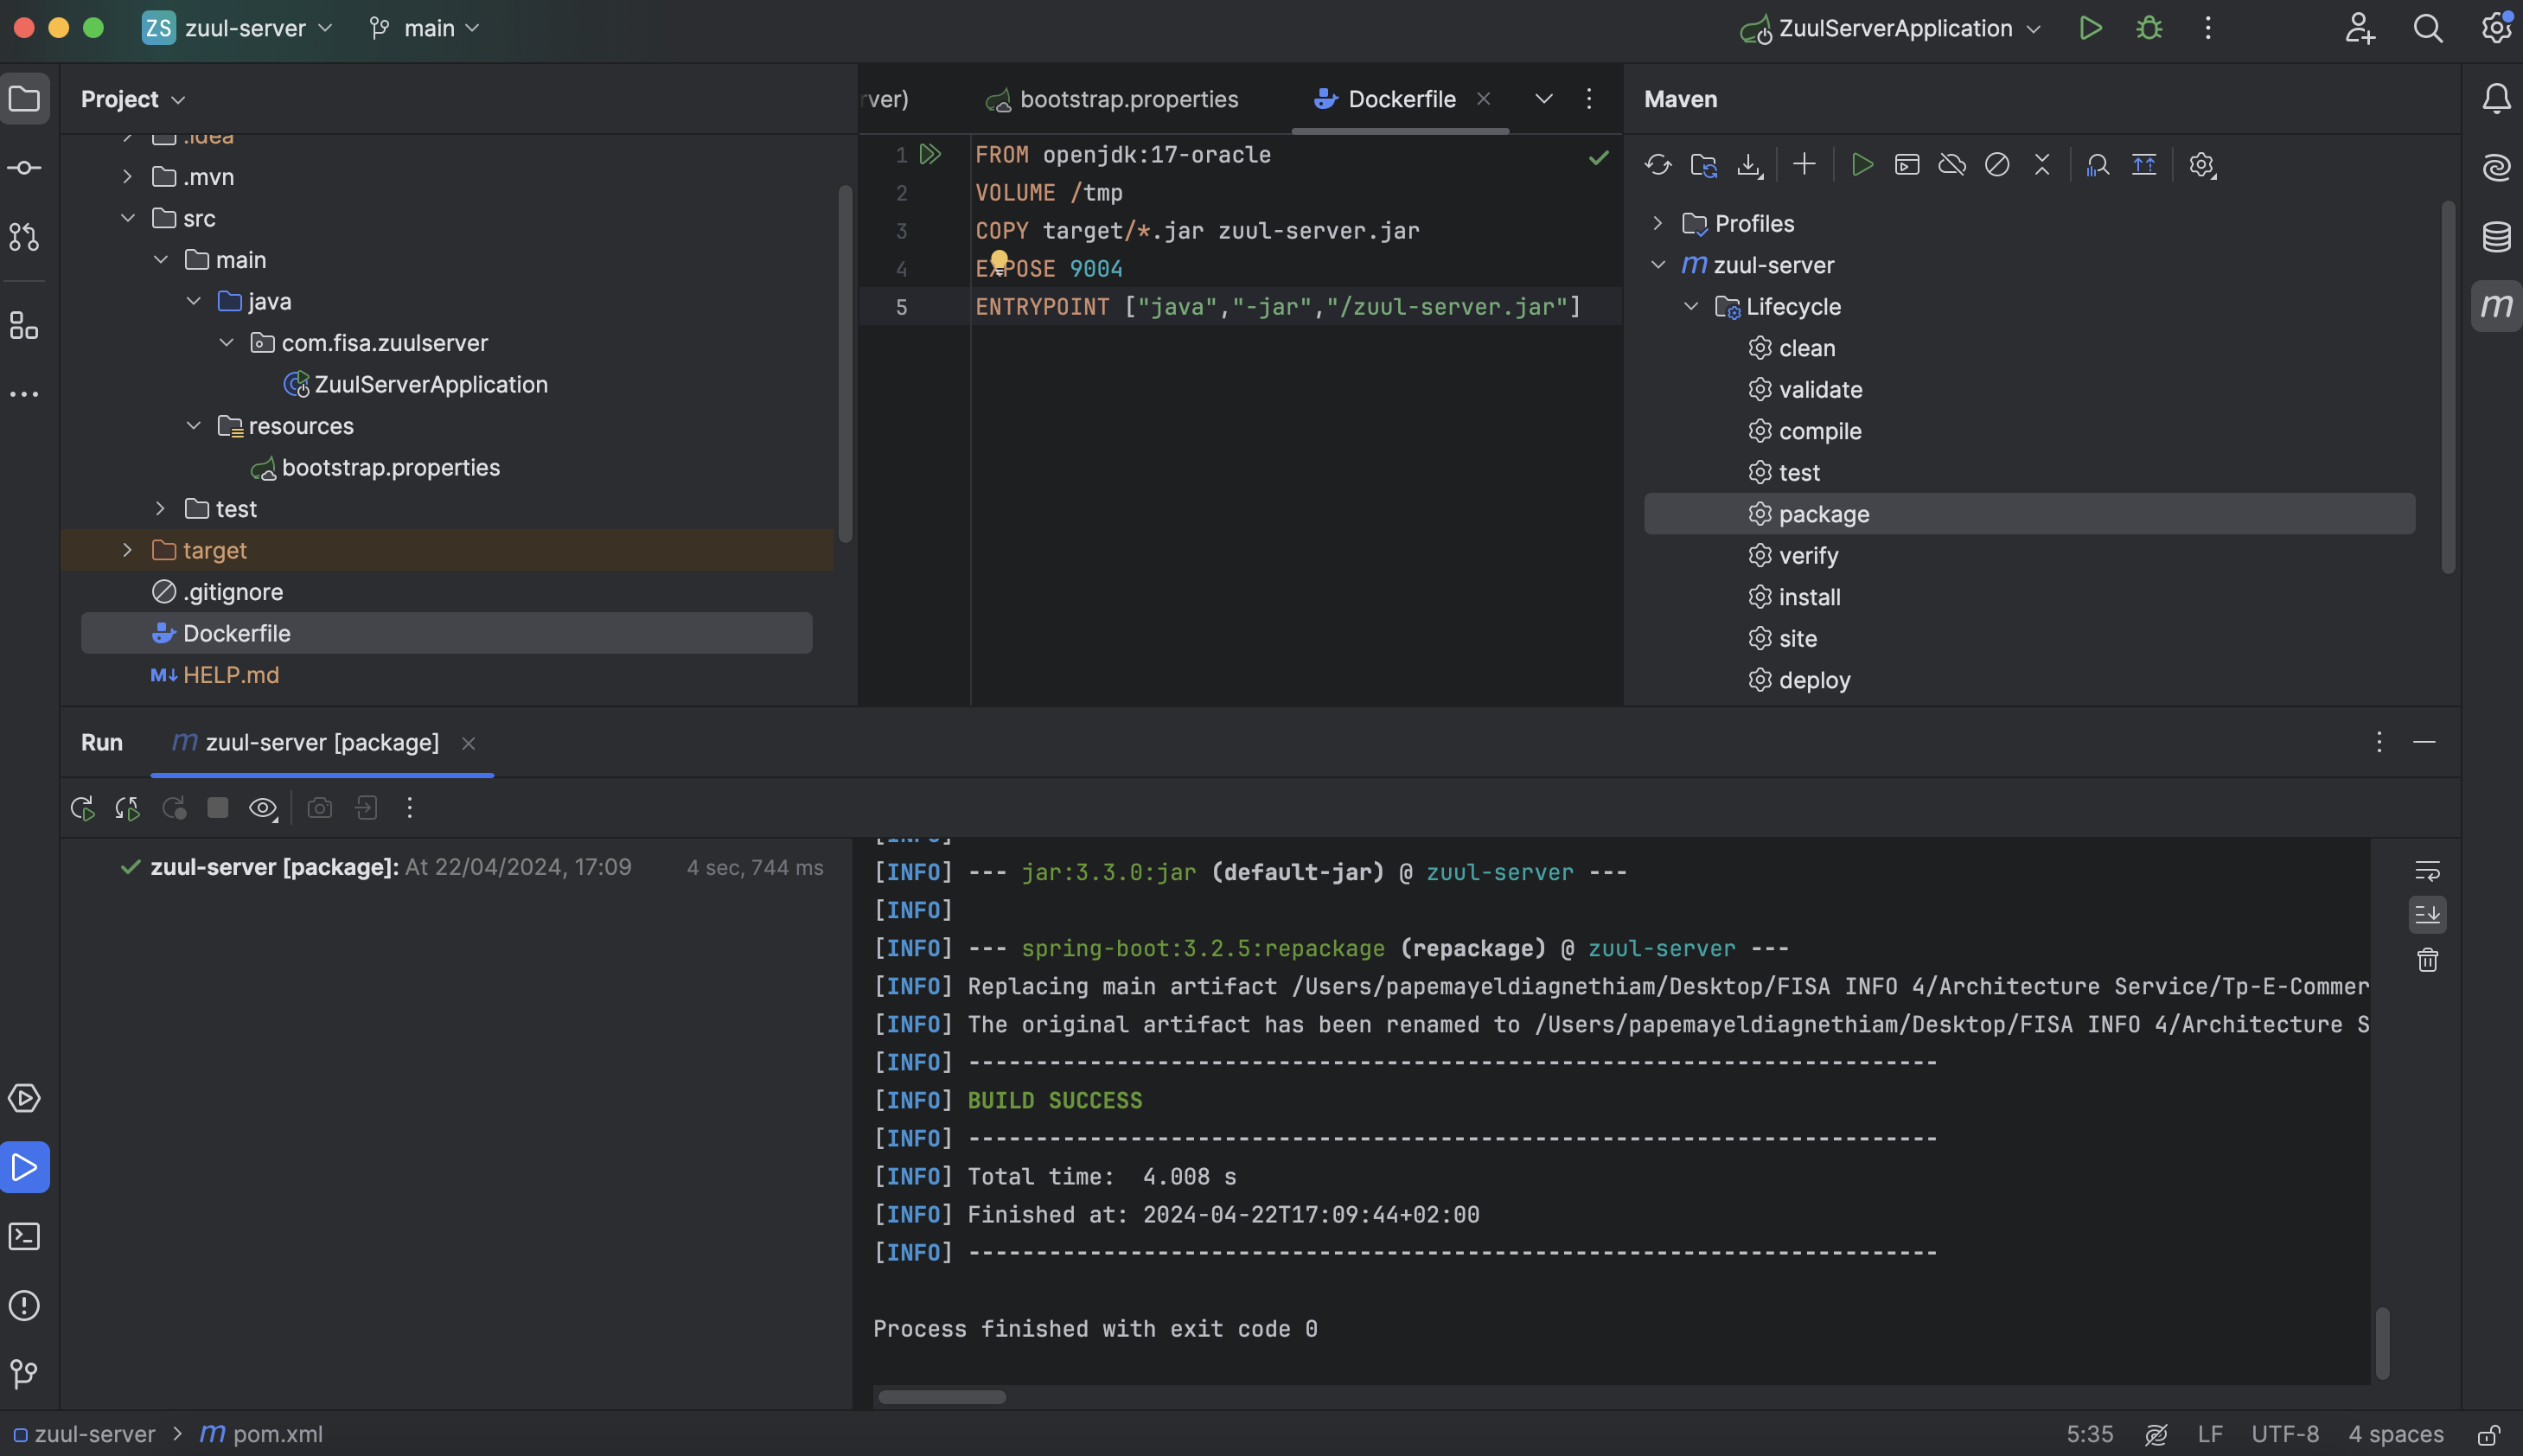 ZS zuul-server main ZuulServerApplication
Project
.idea
.mvn
src
main
java
com.fisa.zuulserver
ZuulServerApplication
resources
bootstrap.properties
test
target
.gitignore
Dockerfile
M↓ HELP.md
rver) bootstrap.properties Dockerfile
1 FROM openjdk:17-oracle
2 VOLUME /tmp
3 COPY target/*.jar zuul-server.jar
4 EXPOSE 9004
5 ENTRYPOINT ["java","-jar","/zuul-server.jar"]
Maven
Profiles
m zuul-server
Lifecycle
clean
validate
compile
test
package
verify
install
site
deploy
m
Run m zuul-server [package]
zuul-server [package]: At 22/04/2024, 17:09 4 sec, 744 ms
[INFO]
[INFO] --- jar:3.3.0:jar (default-jar) @ zuul-server ---
[INFO]
[INFO] --- spring-boot:3.2.5:repackage (repackage) @ zuul-server ---
[INFO] Replacing main artifact /Users/papemayeldiagnethiam/Desktop/FISA INFO 4/Architecture Service/Tp-E-Commer
[INFO] The original artifact has been renamed to /Users/papemayeldiagnethiam/Desktop/FISA INFO 4/Architecture S
[INFO] ------------------------------------------------------------------------
[INFO] BUILD SUCCESS
[INFO] ------------------------------------------------------------------------
[INFO] Total time:  4.008 s
[INFO] Finished at: 2024-04-22T17:09:44+02:00
[INFO] ------------------------------------------------------------------------
Process finished with exit code 0
zuul-server > m pom.xml 5:35 LF UTF-8 4 spaces